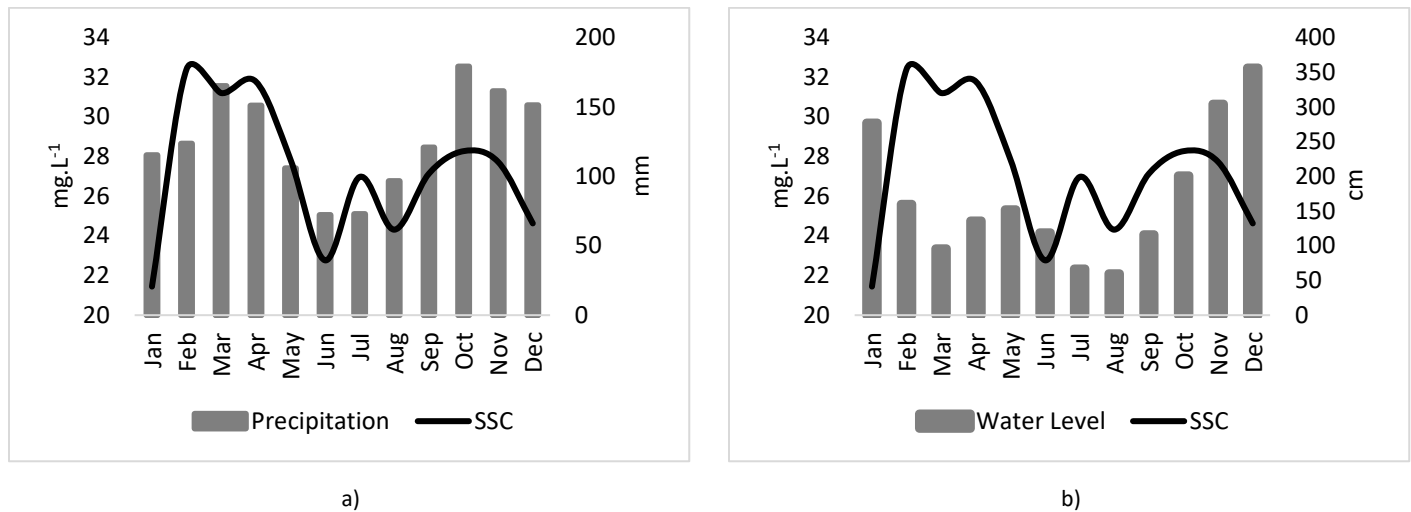 34
32
30
28
26
24
22
20
mg.L⁻¹
200
150
100
50
0
mm
Jan
Feb
Mar
Apr
May
Jun
Jul
Aug
Sep
Oct
Nov
Dec
Precipitation SSC
a)
34
32
30
28
26
24
22
20
mg.L⁻¹
400
350
300
250
200
150
100
50
0
cm
Jan
Feb
Mar
Apr
May
Jun
Jul
Aug
Sep
Oct
Nov
Dec
Water Level SSC
b)